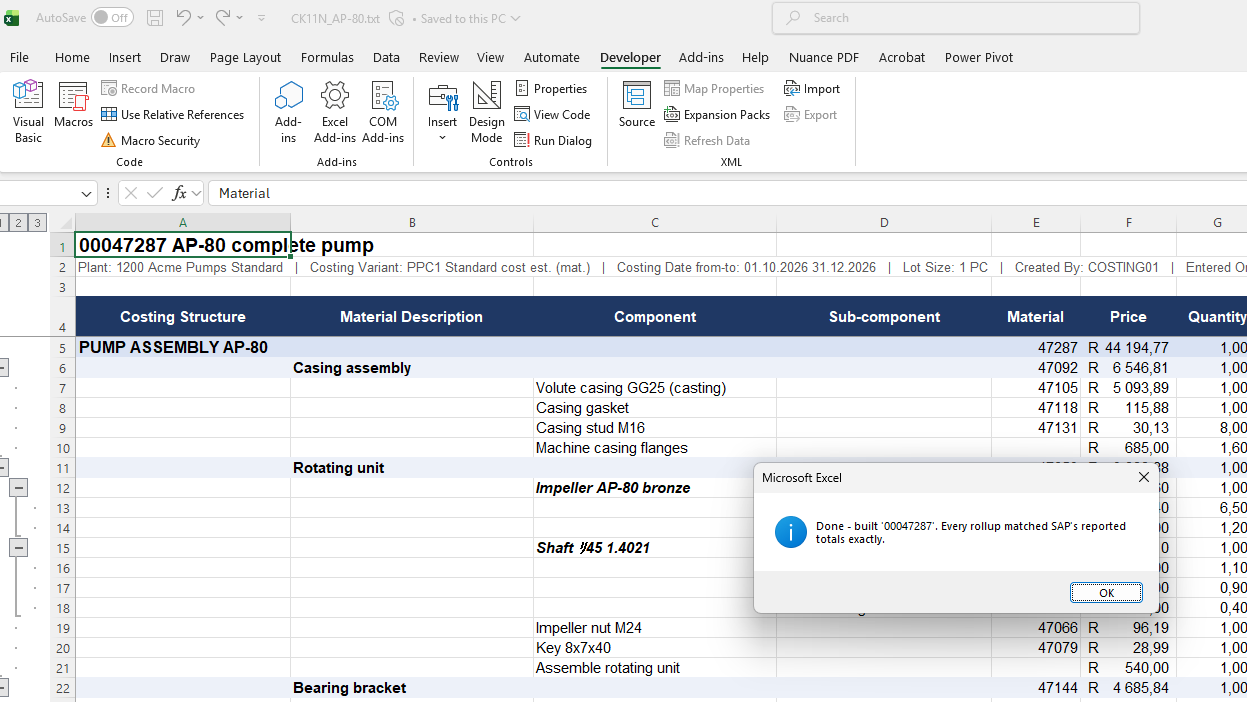 AutoSave Off CK11N_AP-80.txt • Saved to this PC Search
File Home Insert Draw Page Layout Formulas Data Review View Automate Developer Add-ins Help Nuance PDF Acrobat Power Pivot
Visual Basic
Macros
Record Macro
Use Relative References
Macro Security
Code
Add-ins
Excel Add-ins
COM Add-ins
Add-ins
Insert
Design Mode
Properties
View Code
Run Dialog
Controls
Source
Map Properties
Expansion Packs
Refresh Data
Import
Export
XML
fx Material
2 3 A B C D E F G
1 00047287 AP-80 complete pump
2 Plant: 1200 Acme Pumps Standard | Costing Variant: PPC1 Standard cost est. (mat.) | Costing Date from-to: 01.10.2026 31.12.2026 | Lot Size: 1 PC | Created By: COSTING01 | Entered
3
4 Costing Structure Material Description Component Sub-component Material Price Quantity
5 PUMP ASSEMBLY AP-80 47287 R 44 194,77 1,00
6 Casing assembly 47092 R 6 546,81 1,00
7 Volute casing GG25 (casting) 47105 R 5 093,89 1,00
8 Casing gasket 47118 R 115,88 1,00
9 Casing stud M16 47131 R 30,13 8,00
10 Machine casing flanges R 685,00 1,60
11 Rotating unit 1,00
12 Impeller AP-80 bronze 1,00
13 6,50
14 1,20
15 Shaft 45 1.4021 1,00
16 1,10
17 0,90
18 0,40
19 Impeller nut M24 47066 R 96,19 1,00
20 Key 8x7x40 47079 R 28,99 1,00
21 Assemble rotating unit R 540,00 1,00
22 Bearing bracket 47144 R 4 685,84 1,00
Microsoft Excel
Done - built '00047287'. Every rollup matched SAP's reported
totals exactly.
OK